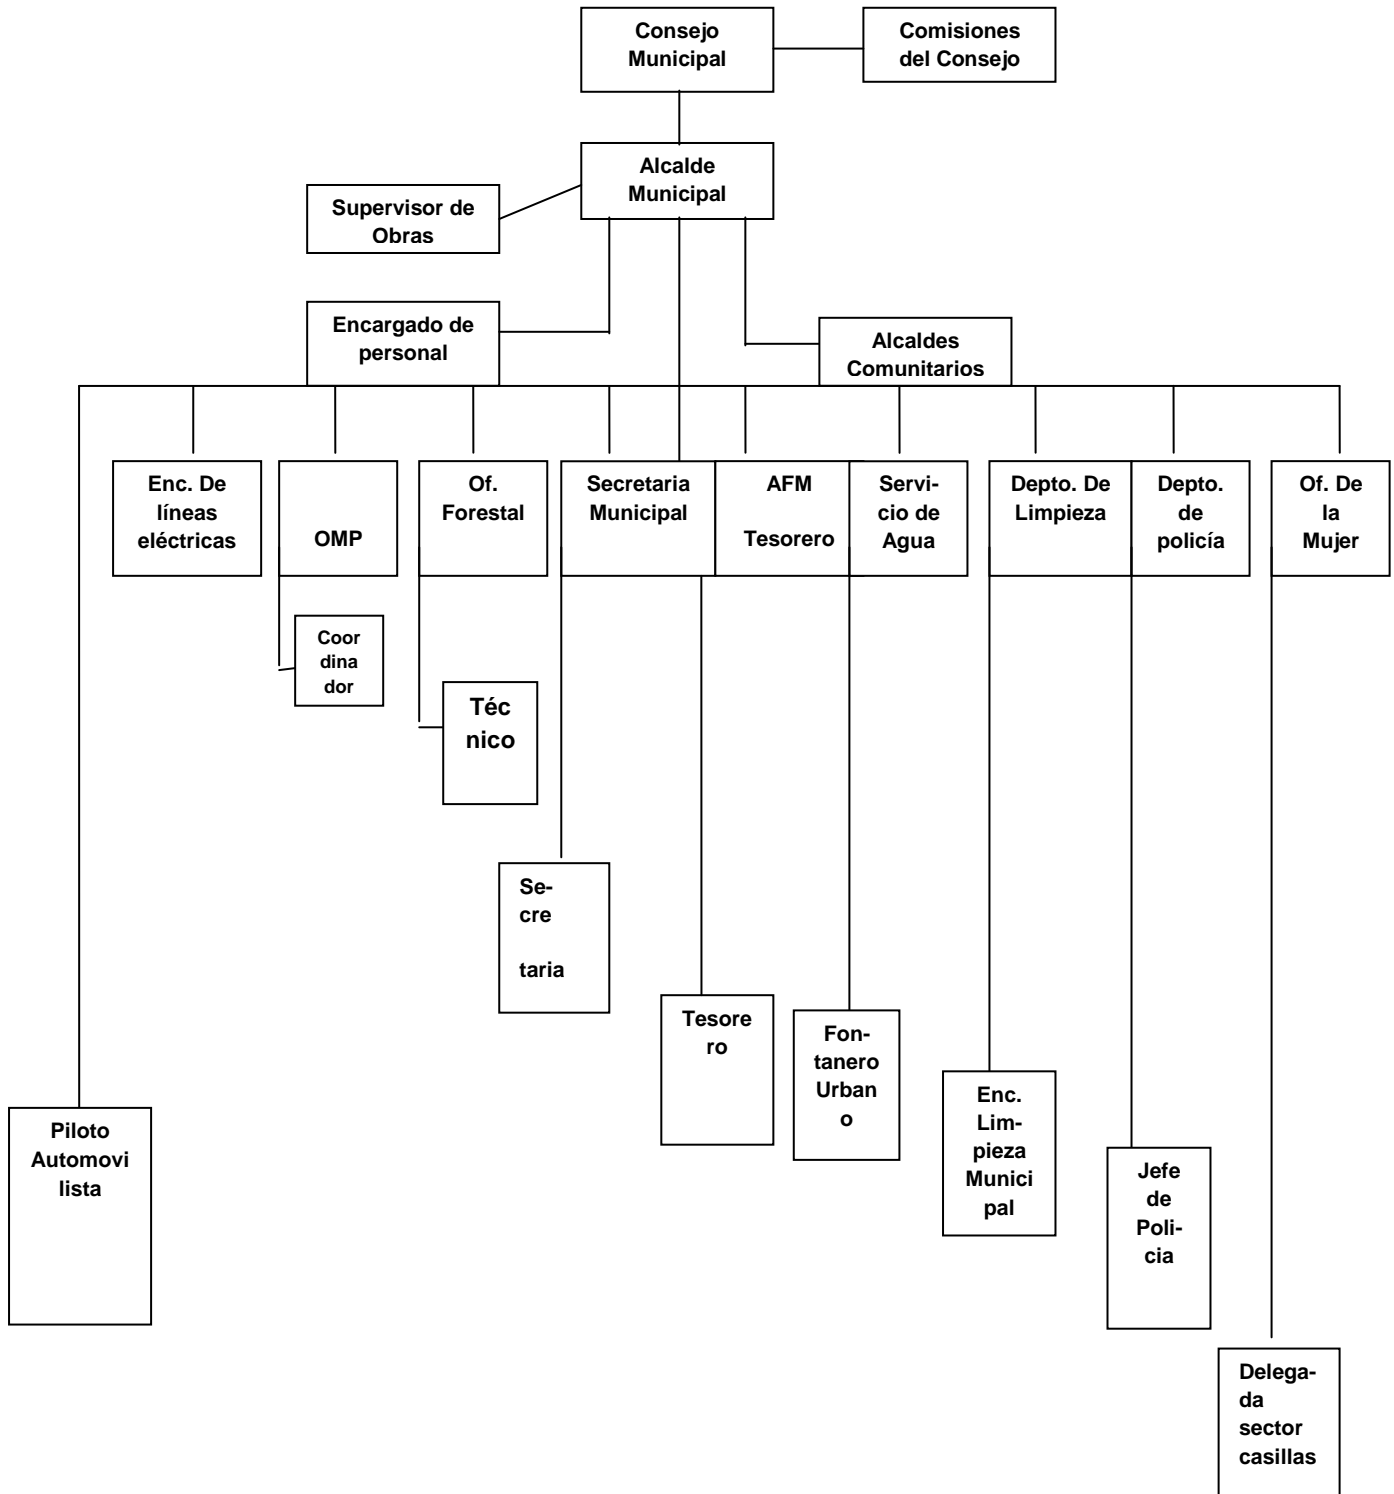 Consejo
Municipal
Comisiones
del Consejo
Alcalde
Municipal
Supervisor de
Obras
Encargado de
personal
Alcaldes
Comunitarios
Enc. De
líneas
eléctricas
OMP
Of.
Forestal
Secretaria
Municipal
AFM
Tesorero
Servi-
cio de
Agua
Depto. De
Limpieza
Depto.
de
policía
Of. De
la
Mujer
Coor
dina
dor
Téc
nico
Se-
cre
taria
Tesore
ro
Fon-
tanero
Urban
o
Enc.
Lim-
pieza
Munici
pal
Piloto
Automovi
lista
Jefe
de
Poli-
cia
Delega-
da
sector
casillas